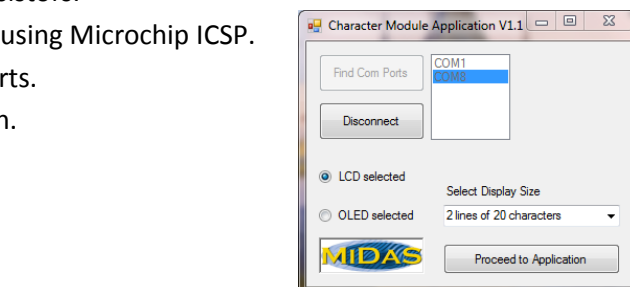 using Microchip ICSP.
Character Module Application V1.1
Find Com Ports
COM1
COM8
Disconnect
LCD selected
Select Display Size
OLED selected
2 lines of 20 characters
MIDAS
Proceed to Application